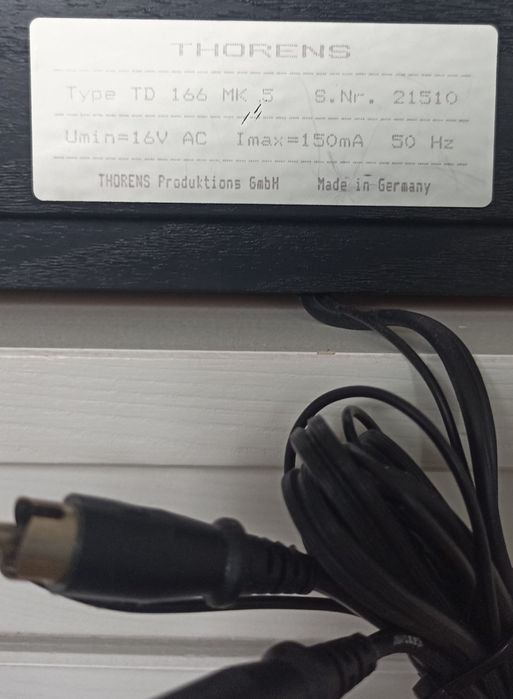 THORENS
Type TD 166 MK 5 S.Nr. 21510
Umin=16V AC Imax=150mA 50 Hz
THORENS Produktions GmbH Made in Germany